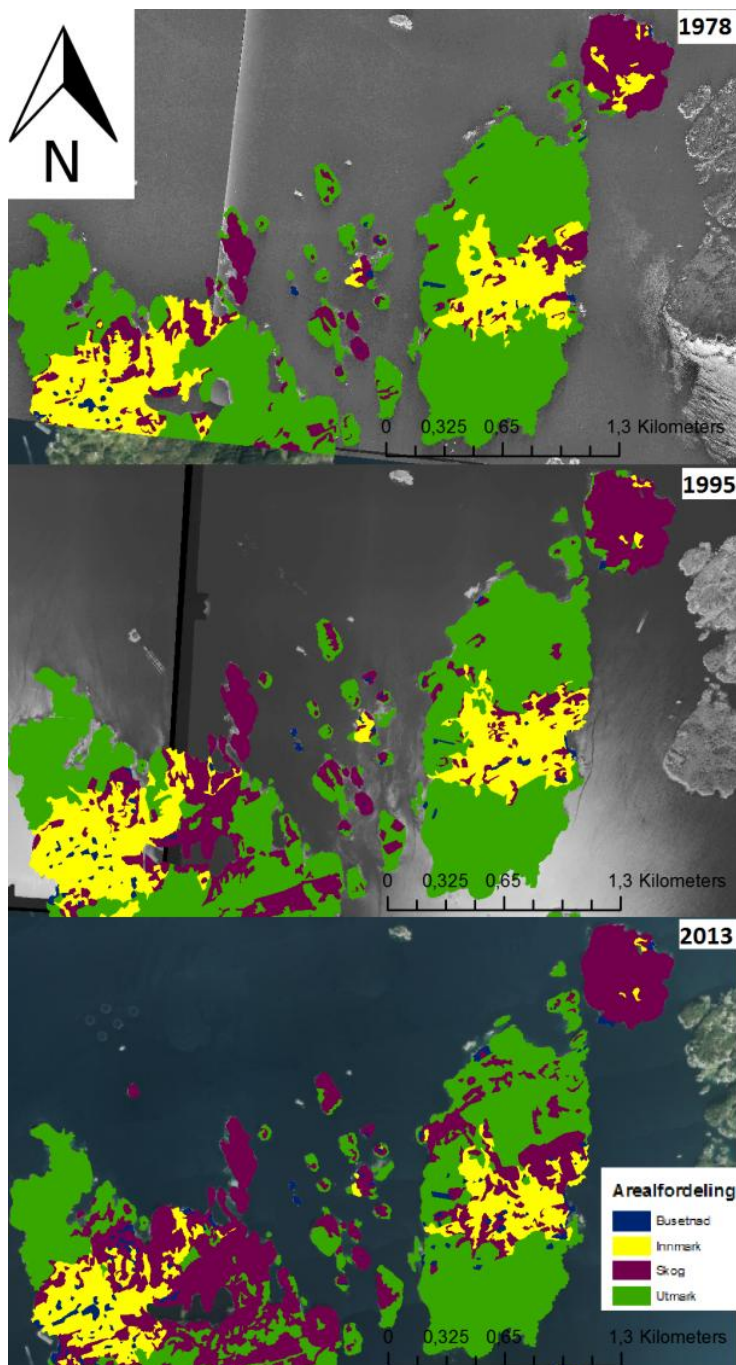 1978
N
0 0,325 0,65 1,3 Kilometers
1995
0 0,325 0,65 1,3 Kilometers
2013
Arealfordeling
Busetnad
Innmark
Skog
Utmark
0 0,325 0,65 1,3 Kilometers